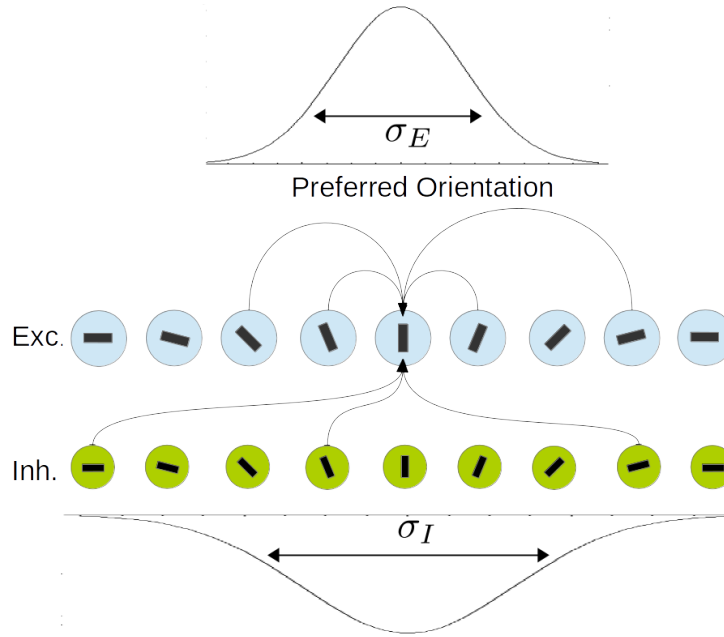 σE
Preferred Orientation
Exc.
Inh.
σI